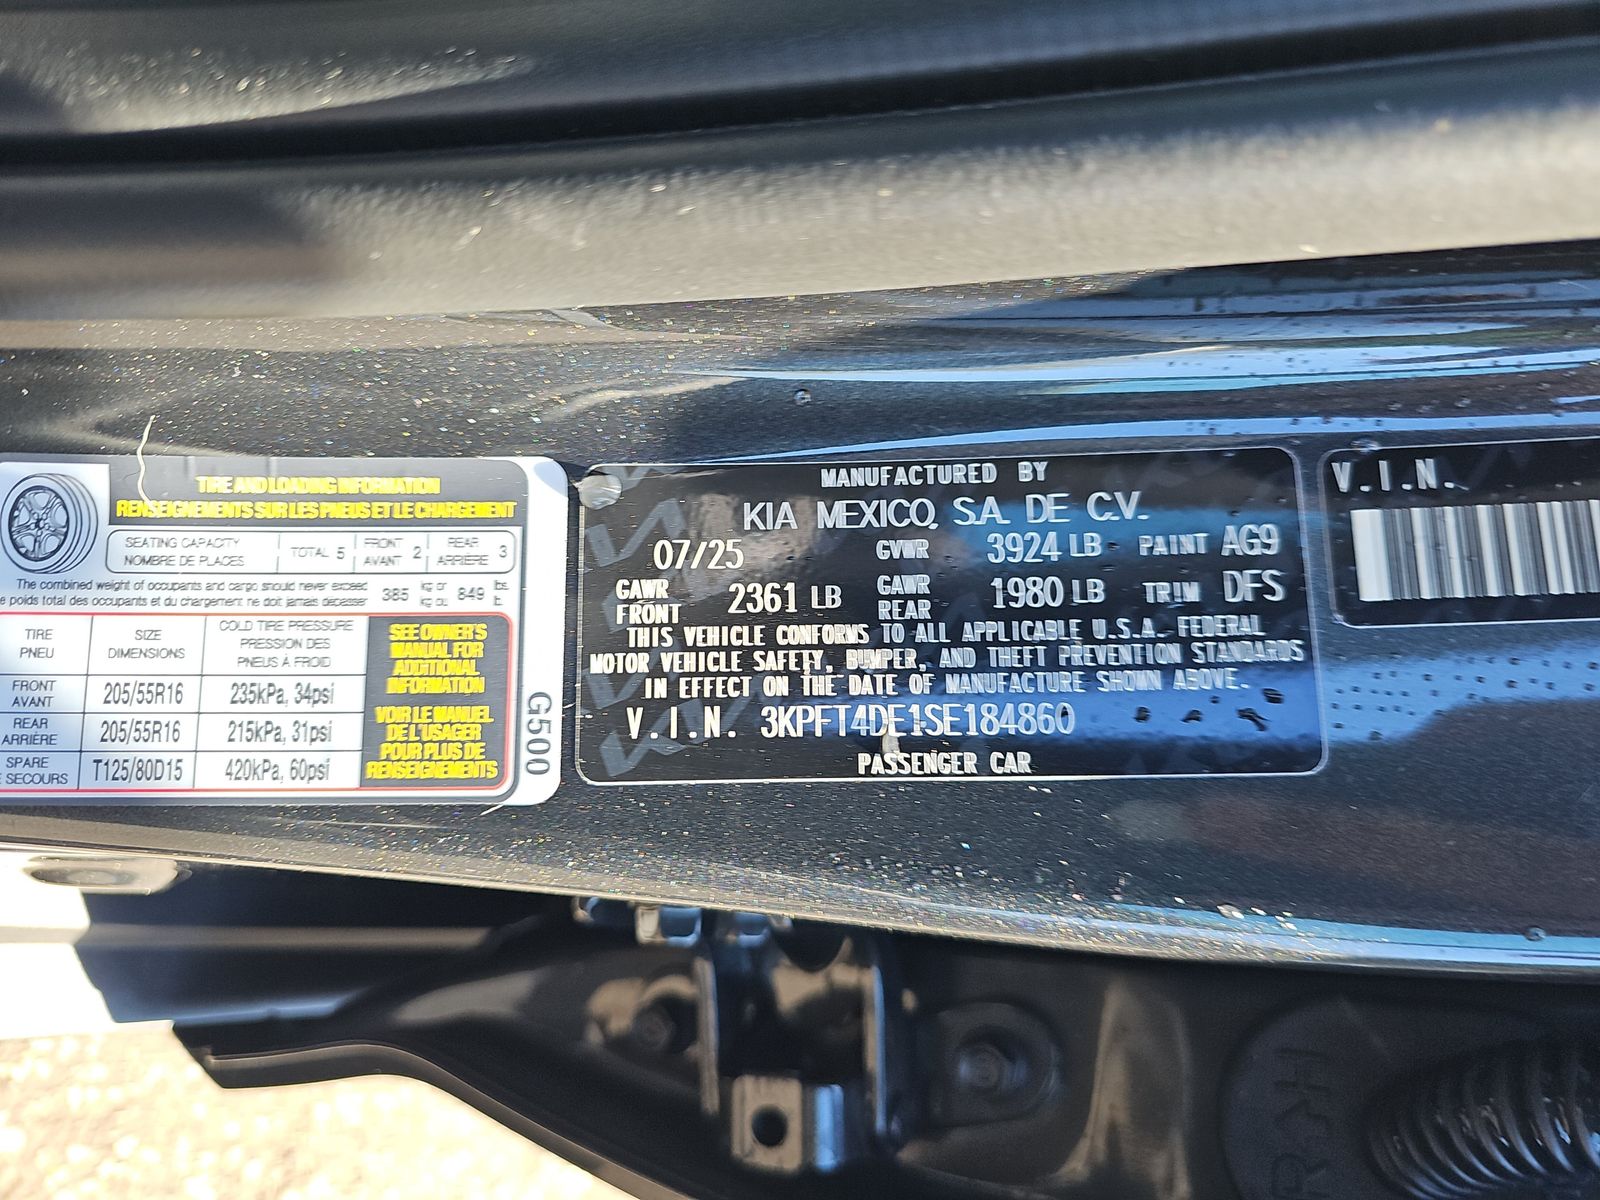 TIRE AND LOADING INFORMATION
RENSEIGNEMENTS SUR LES PNEUS ET LE CHARGEMENT
SEATING CAPACITY
NOMBRE DE PLACES
TOTAL 5
FRONT
AVANT 2
REAR
ARRIÈRE 3
The combined weight of occupants and cargo should never exceed
poids total des occupants et du chargement ne doit jamais dépasser
385 kg or
kg ou 849 lbs.
lb.
TIRE
PNEU
SIZE
DIMENSIONS
COLD TIRE PRESSURE
PRESSION DES
PNEUS À FROID
FRONT
AVANT
205/55R16
235kPa, 34psi
REAR
ARRIÈRE
205/55R16
215kPa, 31psi
SPARE
SECOURS
T125/80D15
420kPa, 60psi
SEE OWNER'S
MANUAL FOR
ADDITIONAL
INFORMATION
VOIR LE MANUEL
DE L'USAGER
POUR PLUS DE
RENSEIGNEMENTS
G500
MANUFACTURED BY
KIA MEXICO, S.A. DE C.V.
07/25 GVWR 3924 LB PAINT AG9
GAWR
FRONT 2361 LB GAWR
REAR 1980 LB TRIM DFS
THIS VEHICLE CONFORMS TO ALL APPLICABLE U.S.A. FEDERAL
MOTOR VEHICLE SAFETY, BUMPER, AND THEFT PREVENTION STANDARDS
IN EFFECT ON THE DATE OF MANUFACTURE SHOWN ABOVE.
V.I.N. 3KPFT4DE1SE184860
PASSENGER CAR
V.I.N.